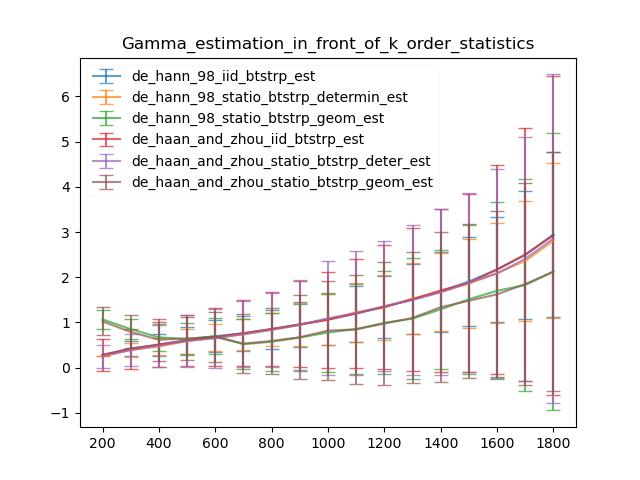 Gamma_estimation_in_front_of_k_order_statistics
de_hann_98_iid_btstrp_est
de_hann_98_statio_btstrp_determin_est
de_hann_98_statio_btstrp_geom_est
de_haan_and_zhou_iid_btstrp_est
de_haan_and_zhou_statio_btstrp_deter_est
de_haan_and_zhou_statio_btstrp_geom_est
6
5
4
3
2
1
0
−1
200 400 600 800 1000 1200 1400 1600 1800